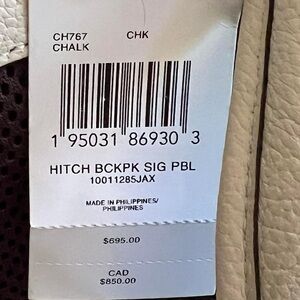 CH767 CHK
CHALK
1 95031 86930 3
HITCH BCKPK SIG PBL
10011285JAX
MADE IN PHILIPPINES/
PHILIPPINES
$695.00
CAD
$850.00